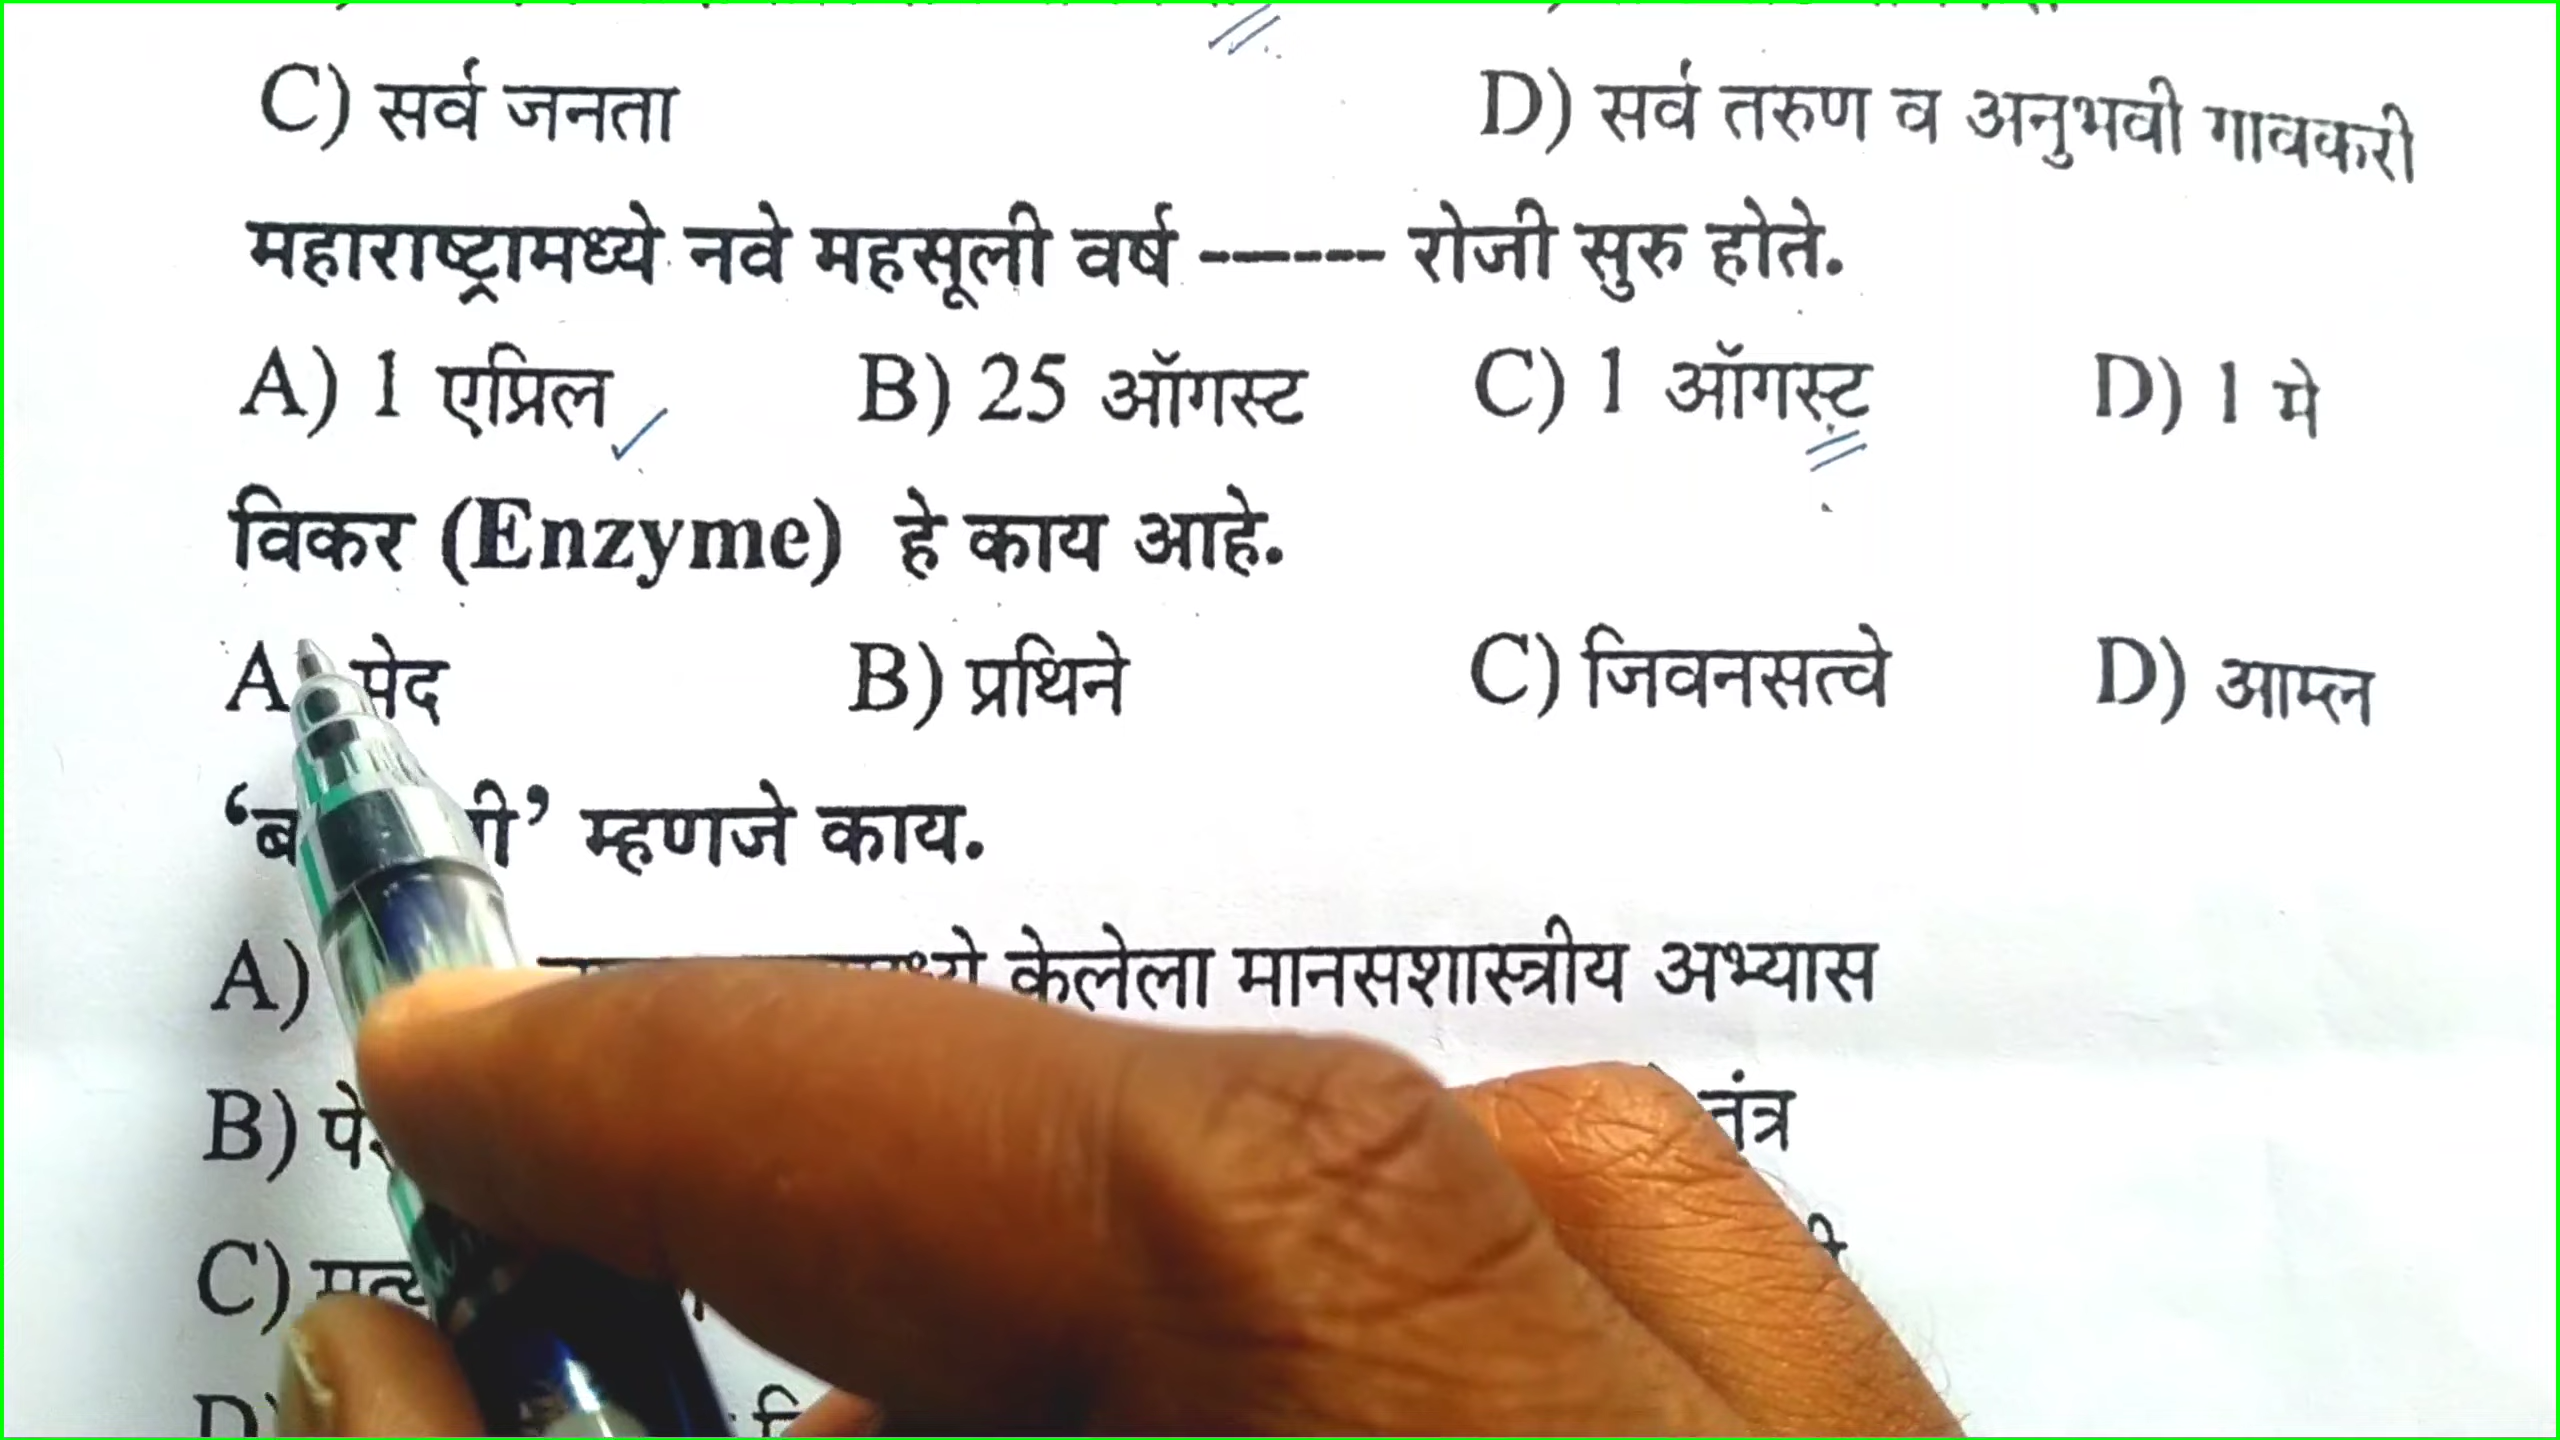 C) सर्व जनता D) सर्व तरुण व अनुभवी गावकरी
महाराष्ट्रामध्ये नवे महसूली वर्ष ------ रोजी सुरु होते.
A) 1 एप्रिल B) 25 ऑगस्ट C) 1 ऑगस्ट D) 1 मे
विकर (Enzyme) हे काय आहे.
A मेद B) प्रथिने C) जिवनसत्वे D) आम्ल
म्हणजे काय.
A) केलेला मानसशास्त्रीय अभ्यास
B) तंत्र
C)